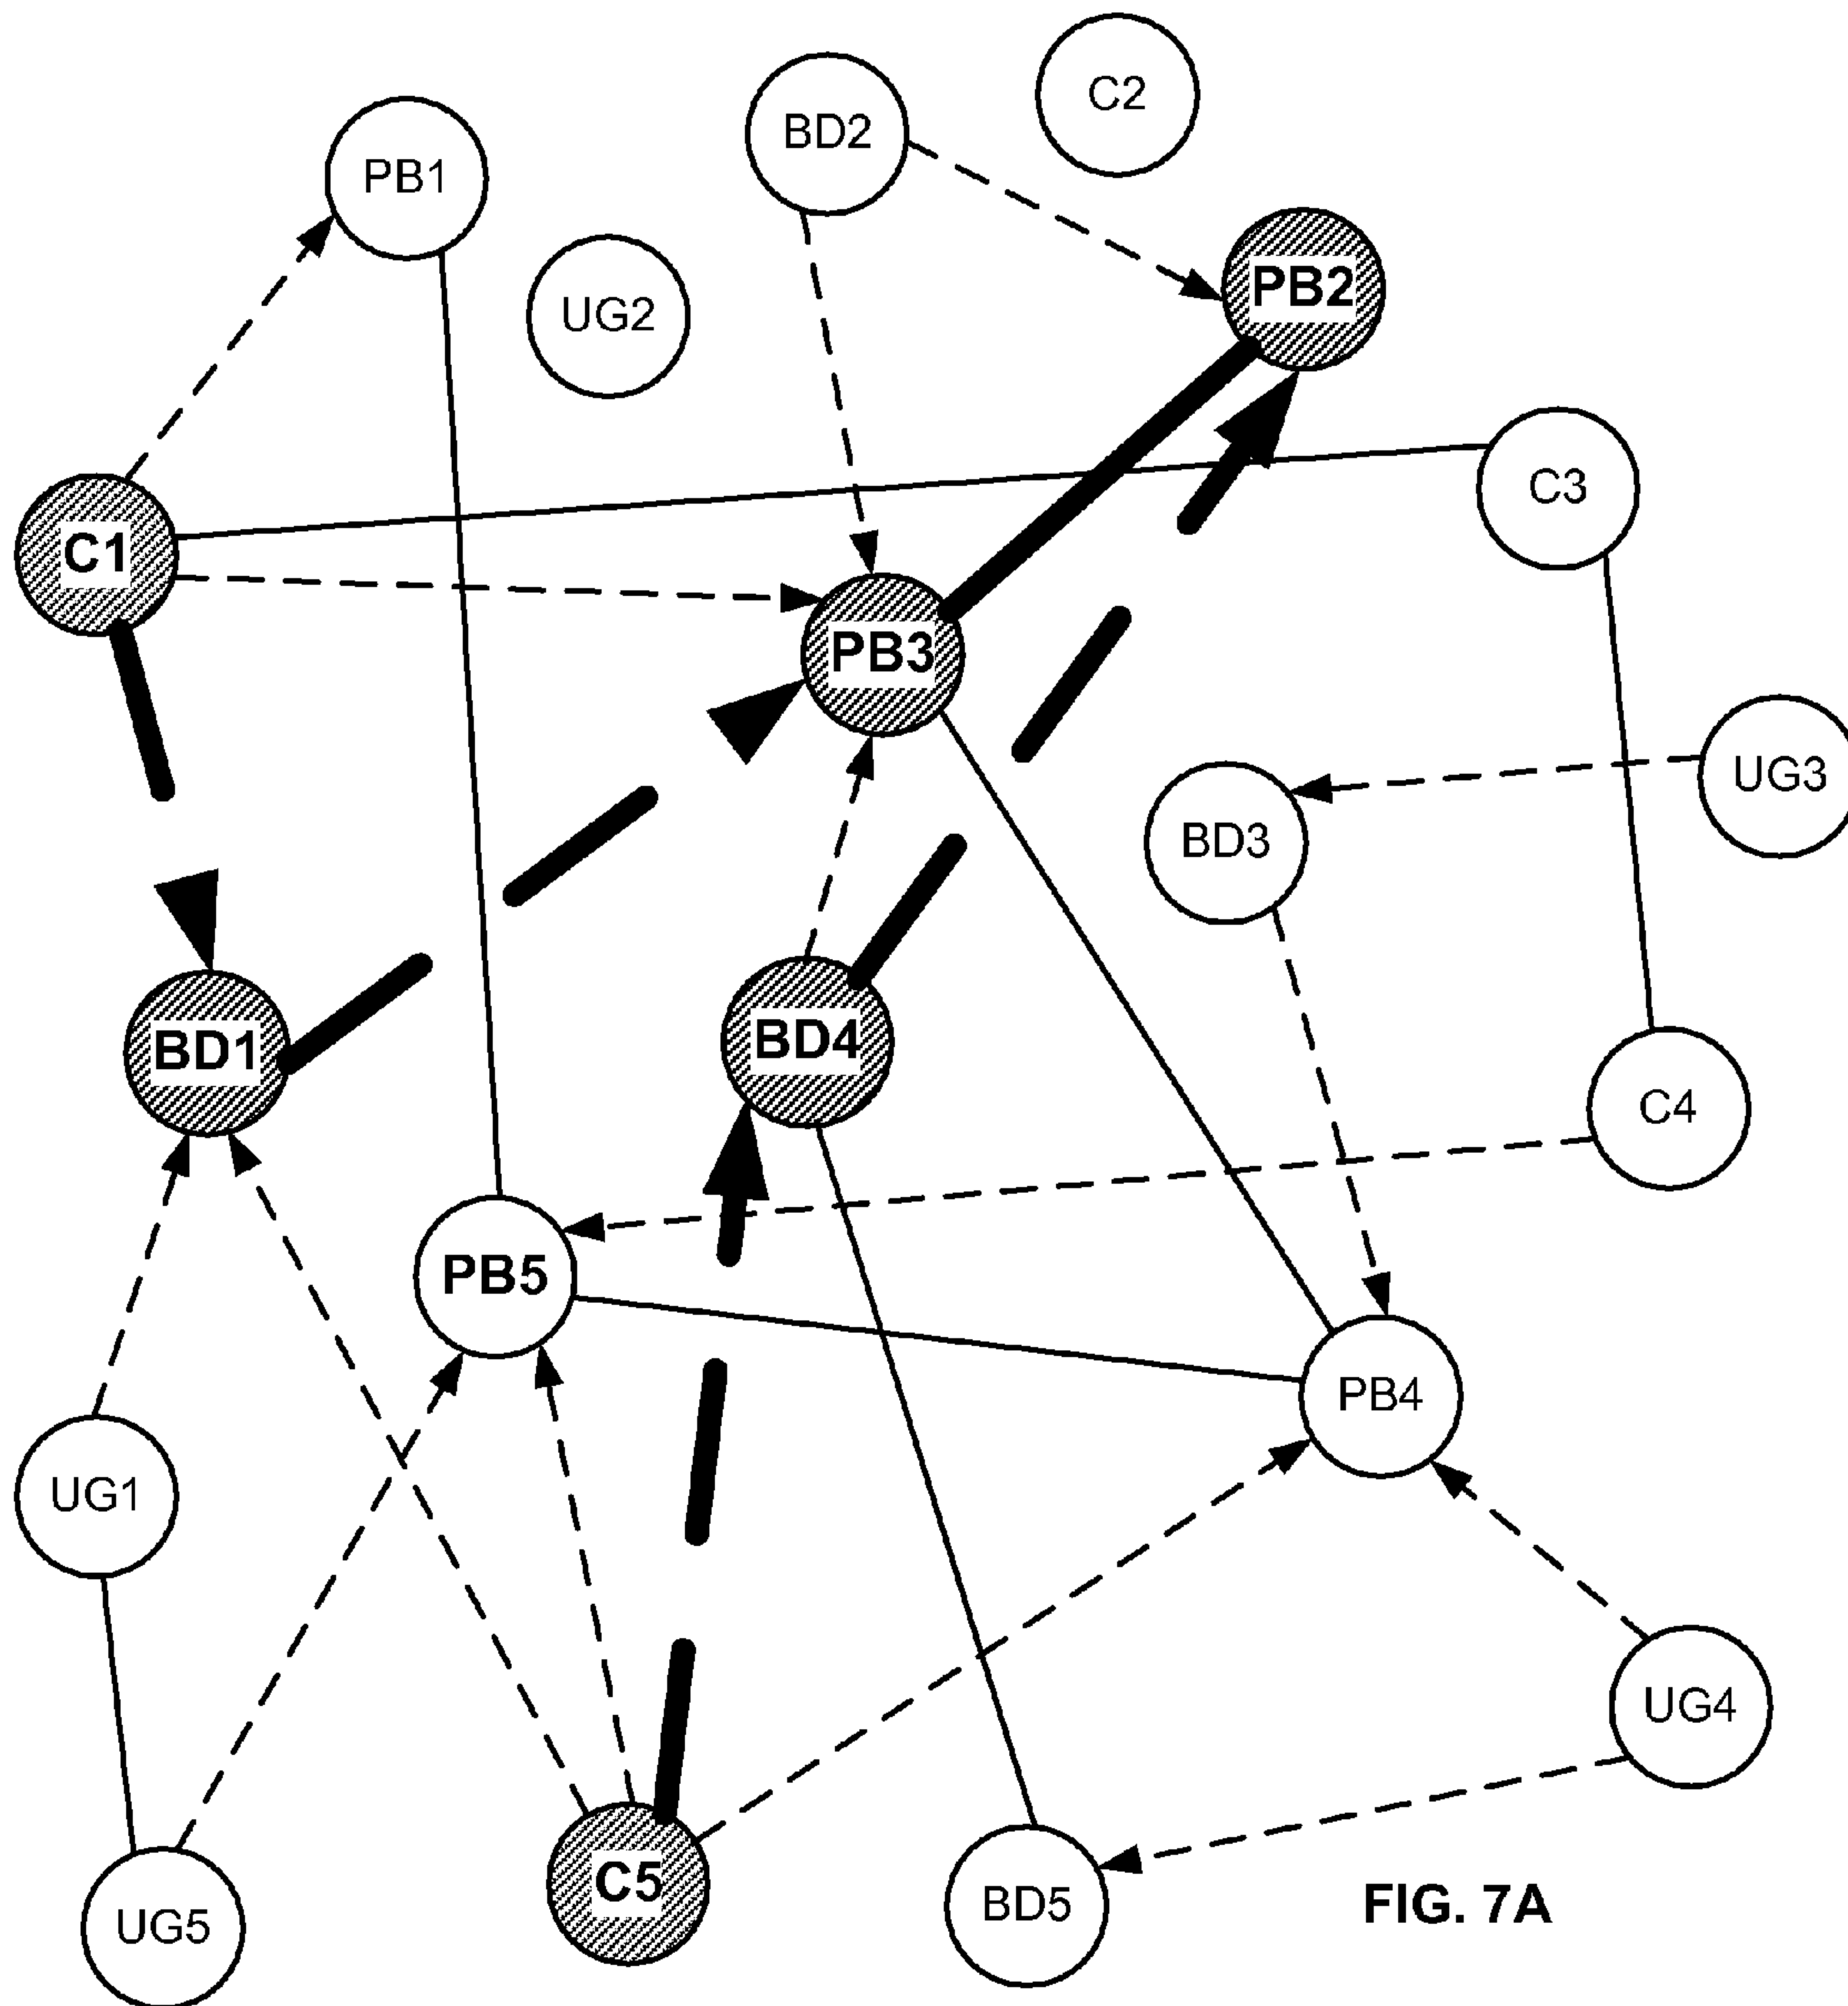 C2
BD2
PB1
PB2
UG2
C3
C1
PB3
UG3
BD3
BD4
BD1
C4
PB5
PB4
UG1
UG4
C5
BD5
FIG. 7A
UG5